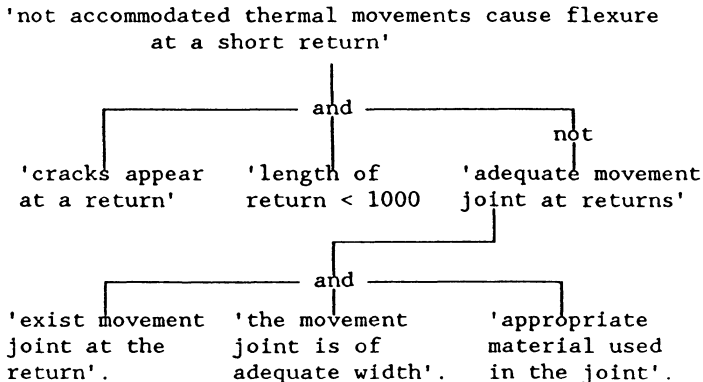 'not accommodated thermal movements cause flexure
at a short return'
and
not
'cracks appear 'length of 'adequate movement
at a return' return < 1000 joint at returns'
and
'exist movement 'the movement 'appropriate
joint at the joint is of material used
return'. adequate width'. in the joint'.